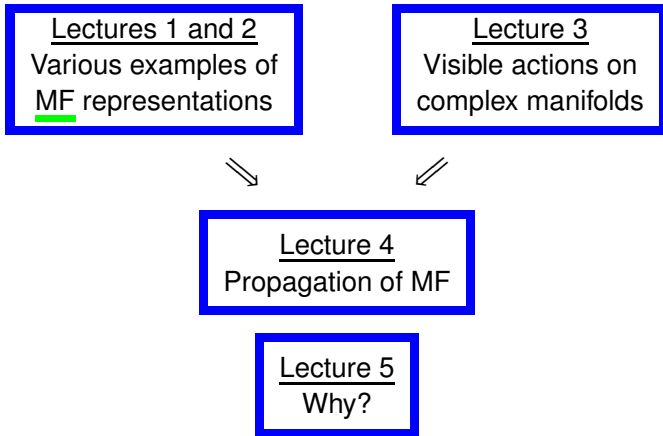 Lectures 1 and 2
Various examples of
MF representations
Lecture 3
Visible actions on
complex manifolds
Lecture 4
Propagation of MF
Lecture 5
Why?